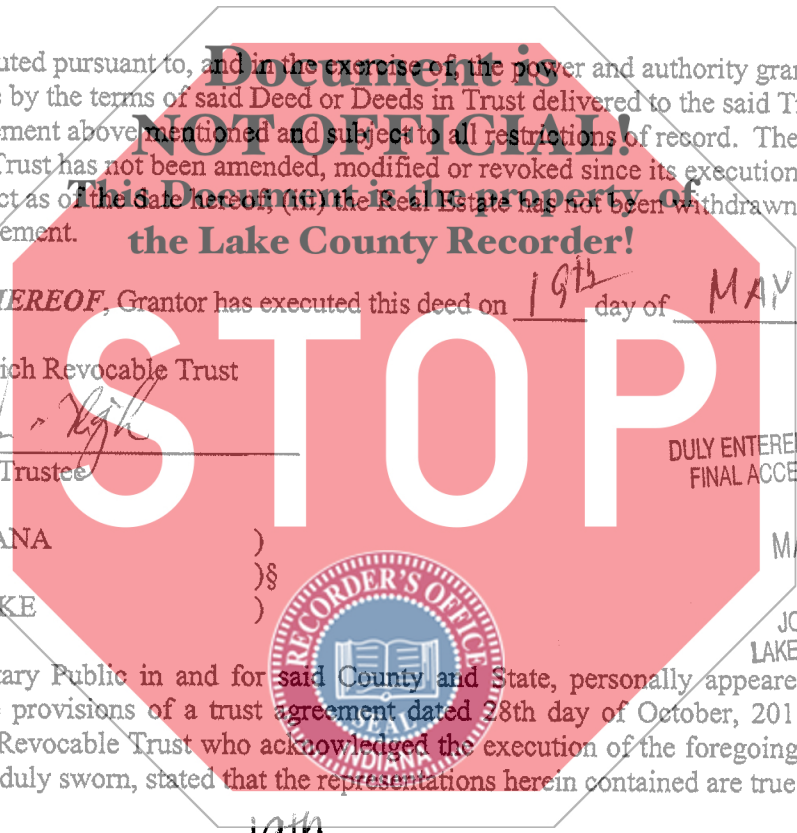 uted pursuant to, and in the exercise of, the power and authority gran
Document is
by the terms of said Deed or Deeds in Trust delivered to the said T
ement above mentioned and subject to all restrictions of record. The
NOT OFFICIAL!
Trust has not been amended, modified or revoked since its execution
ct as of the date hereof; (iii) the Real Estate has not been withdrawn
This Document is the property of
ement.
the Lake County Recorder!
HEREOF, Grantor has executed this deed on 19th day of MAY
ich Revocable Trust
STOP
DULY ENTERE
Trustee
FINAL ACCE
ANA )
MA
)§
KE )
JO
LAKE
RECORDER'S OFFICE
SEAL
INDIANA
tary Public in and for said County and State, personally appeare
provisions of a trust agreement dated 28th day of October, 201
Revocable Trust who acknowledged the execution of the foregoing
duly sworn, stated that the representations herein contained are true
19th